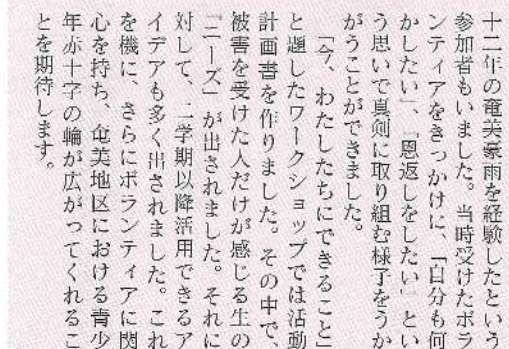 十二年の奄美豪雨を経験したという
参加者もいました。当時受けたボラ
ンティアをきっかけに、「自分も何
かしたい」、「恩返しをしたい」とい
う思いで真剣に取り組む様子をうか
がうことができました。
「今、わたしたちにできること」
と題したワークショップでは活動
計画書を作りました。その中で、
被害を受けた人だけが感じる生の
「ニーズ」が出されました。それに
対して、二学期以降活用できるア
イデアも多く出されました。これ
を機に、さらにボランティアに関
心を持ち、奄美地区における青少
年赤十字の輪が広がってくれるこ
とを期待します。